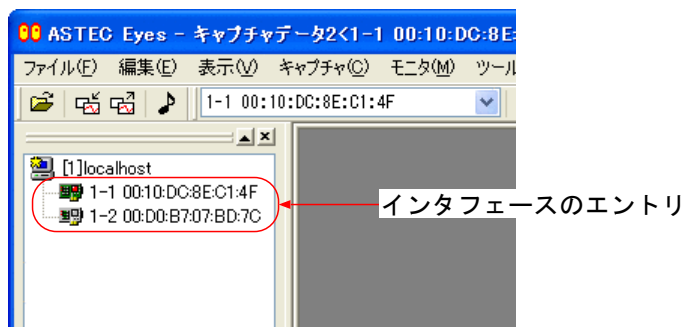 ASTEC Eyes - キャプチャデータ2<1-1 00:10:DC:8E:
ファイル(F) 編集(E) 表示(V) キャプチャ(C) モニタ(M) ツール
1-1 00:10:DC:8E:C1:4F
[1]localhost
1-1 00:10:DC:8E:C1:4F
1-2 00:D0:B7:07:BD:7C
インタフェースのエントリ